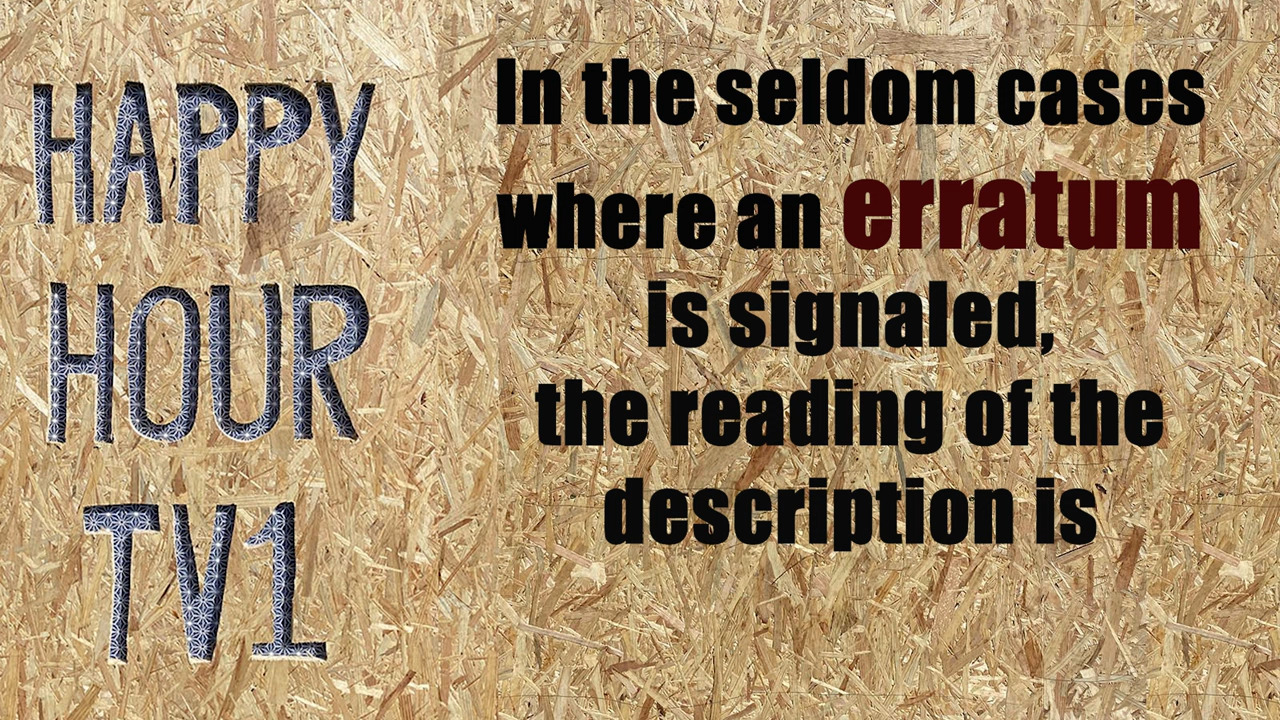 HAPPY
HOUR
TV1
In the seldom cases
where an erratum
is signaled,
the reading of the
description is